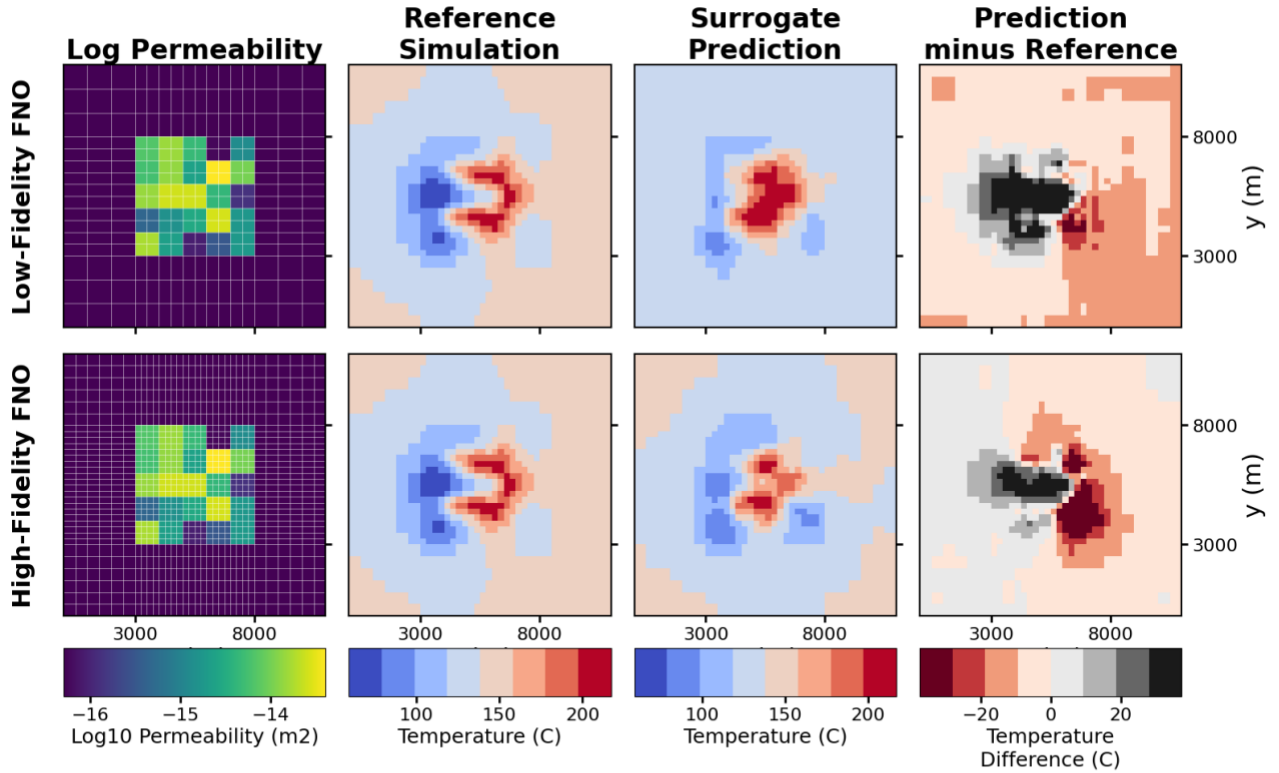 Log Permeability
Reference
Simulation
Surrogate
Prediction
Prediction
minus Reference
Low-Fidelity FNO
8000
3000
y (m)
High-Fidelity FNO
8000
3000
y (m)
3000 8000
3000 8000
3000 8000
3000 8000
−16 −15 −14
Log10 Permeability (m2)
100 150 200
Temperature (C)
100 150 200
Temperature (C)
−20 0 20
Temperature
Difference (C)